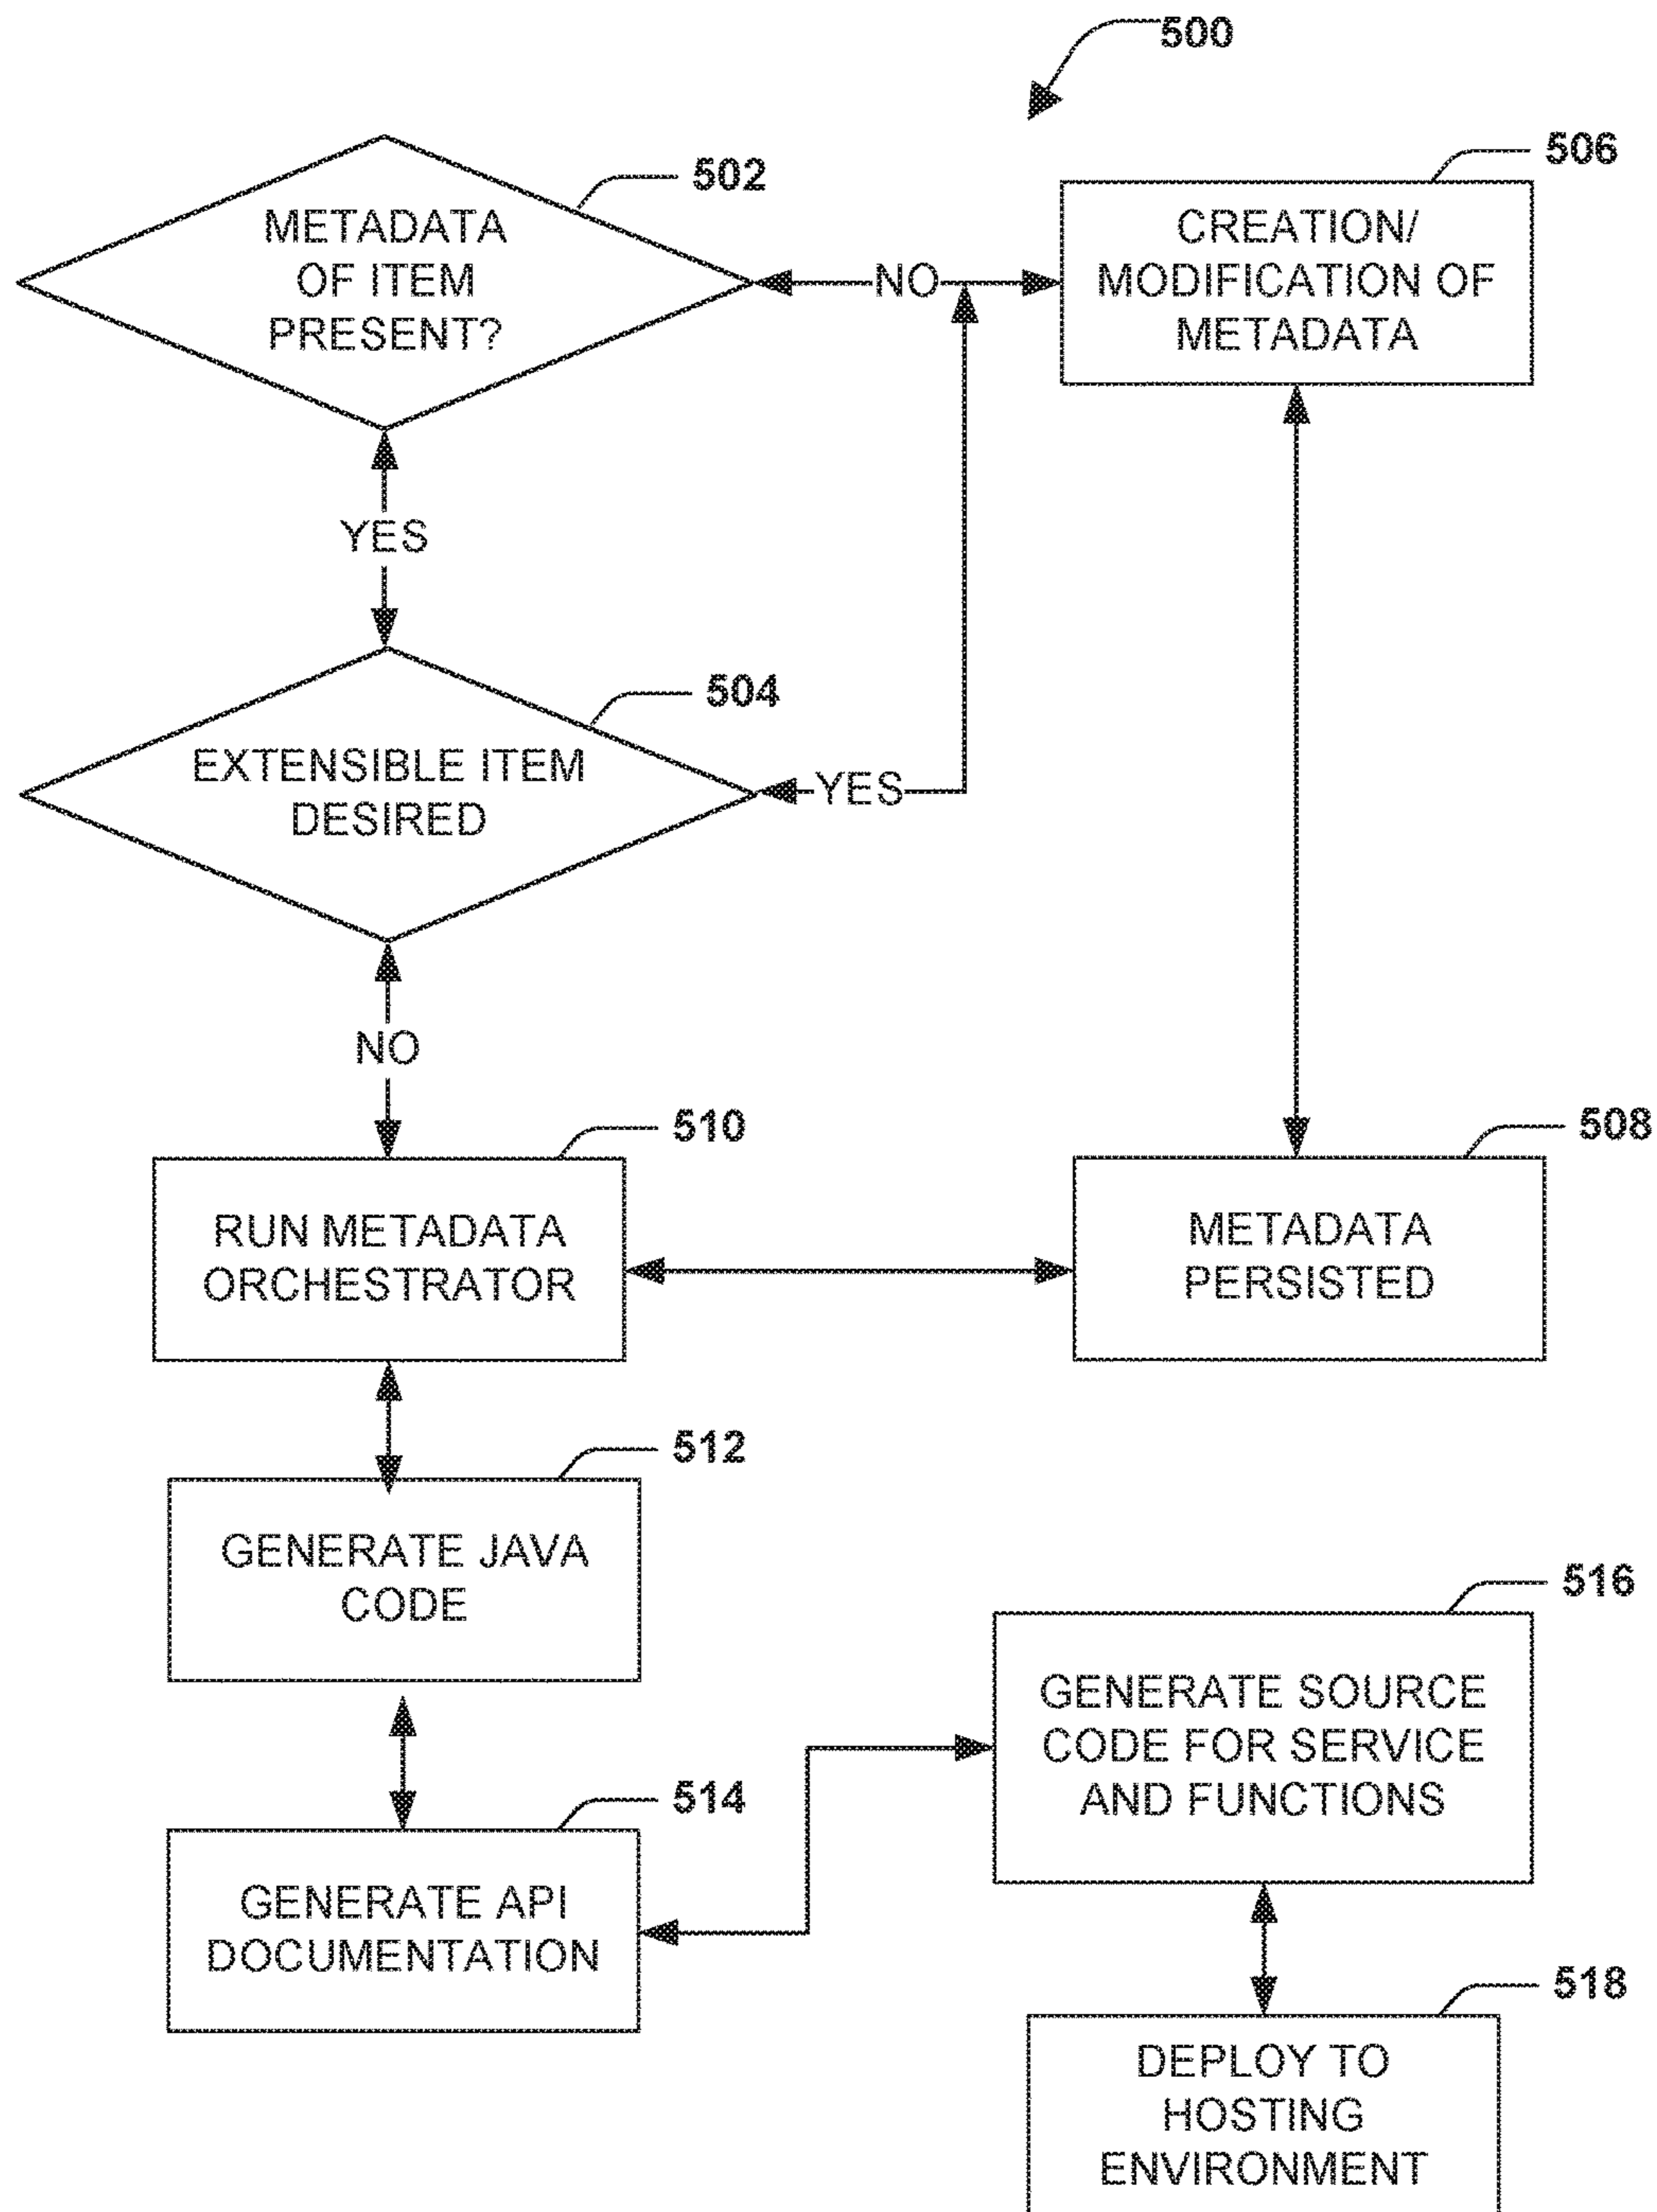 500
502
METADATA
OF ITEM
PRESENT?
NO
506
CREATION/
MODIFICATION OF
METADATA
YES
504
EXTENSIBLE ITEM
DESIRED
YES
NO
510
RUN METADATA
ORCHESTRATOR
508
METADATA
PERSISTED
512
GENERATE JAVA
CODE
514
GENERATE API
DOCUMENTATION
516
GENERATE SOURCE
CODE FOR SERVICE
AND FUNCTIONS
518
DEPLOY TO
HOSTING
ENVIRONMENT